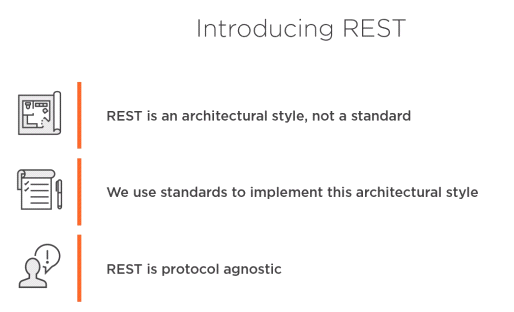 Introducing REST
REST is an architectural style, not a standard
We use standards to implement this architectural style
REST is protocol agnostic